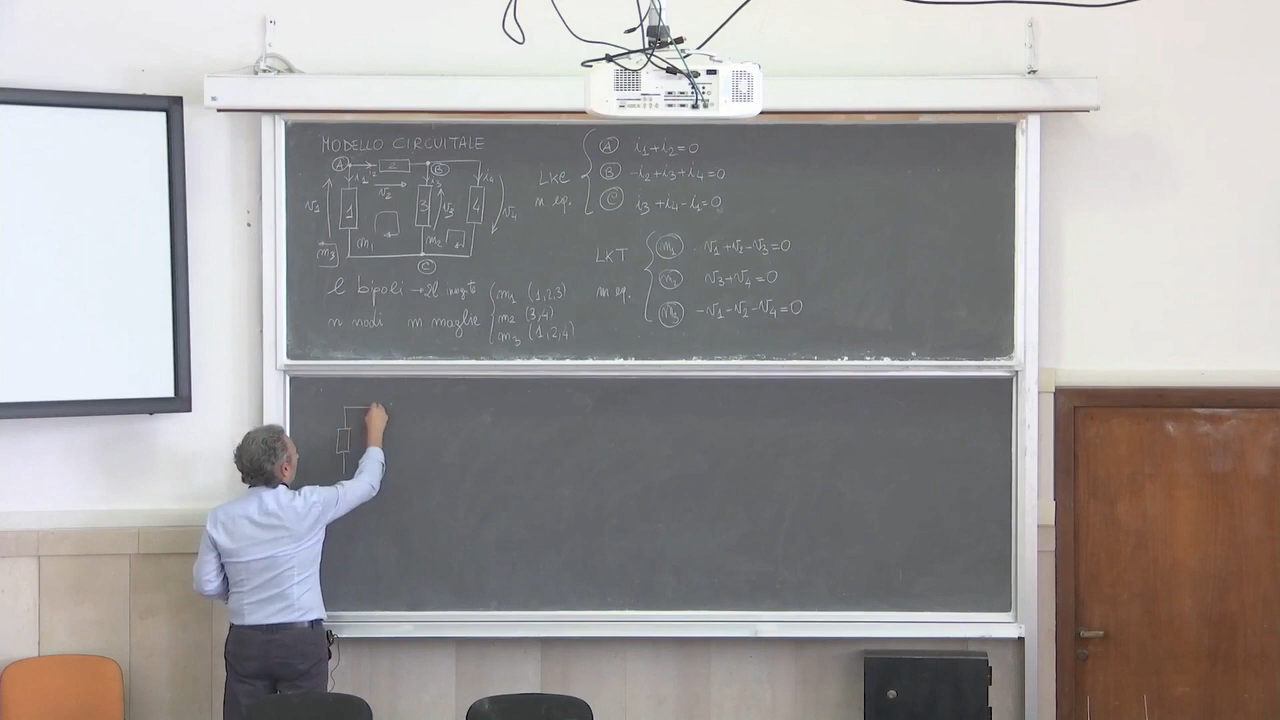 MODELLO CIRCUITALE
A i1 i2 2 B i3 i4
v1 1 v2 3 v3 4 v4
m3 m1 m2
C
l bipoli → 2l incognite
n nodi m maglie
m1 (1,2,3)
m2 (3,4)
m3 (1,2,4)
LKC
n eq.
A i1+i2=0
B -i2+i3+i4=0
C i3+i4-i1=0
LKT
m eq.
m1 v1+v2-v3=0
m2 v3+v4=0
m3 -v1-v2-v4=0